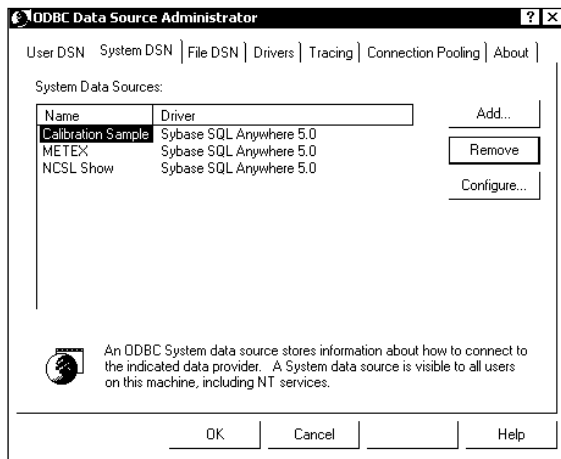 ODBC Data Source Administrator
User DSN System DSN File DSN Drivers Tracing Connection Pooling About
System Data Sources:
Name Driver
Calibration Sample Sybase SQL Anywhere 5.0
METEX Sybase SQL Anywhere 5.0
NCSL Show Sybase SQL Anywhere 5.0
Add...
Remove
Configure...
An ODBC System data source stores information about how to connect to
the indicated data provider. A System data source is visible to all users
on this machine, including NT services.
OK Cancel Help